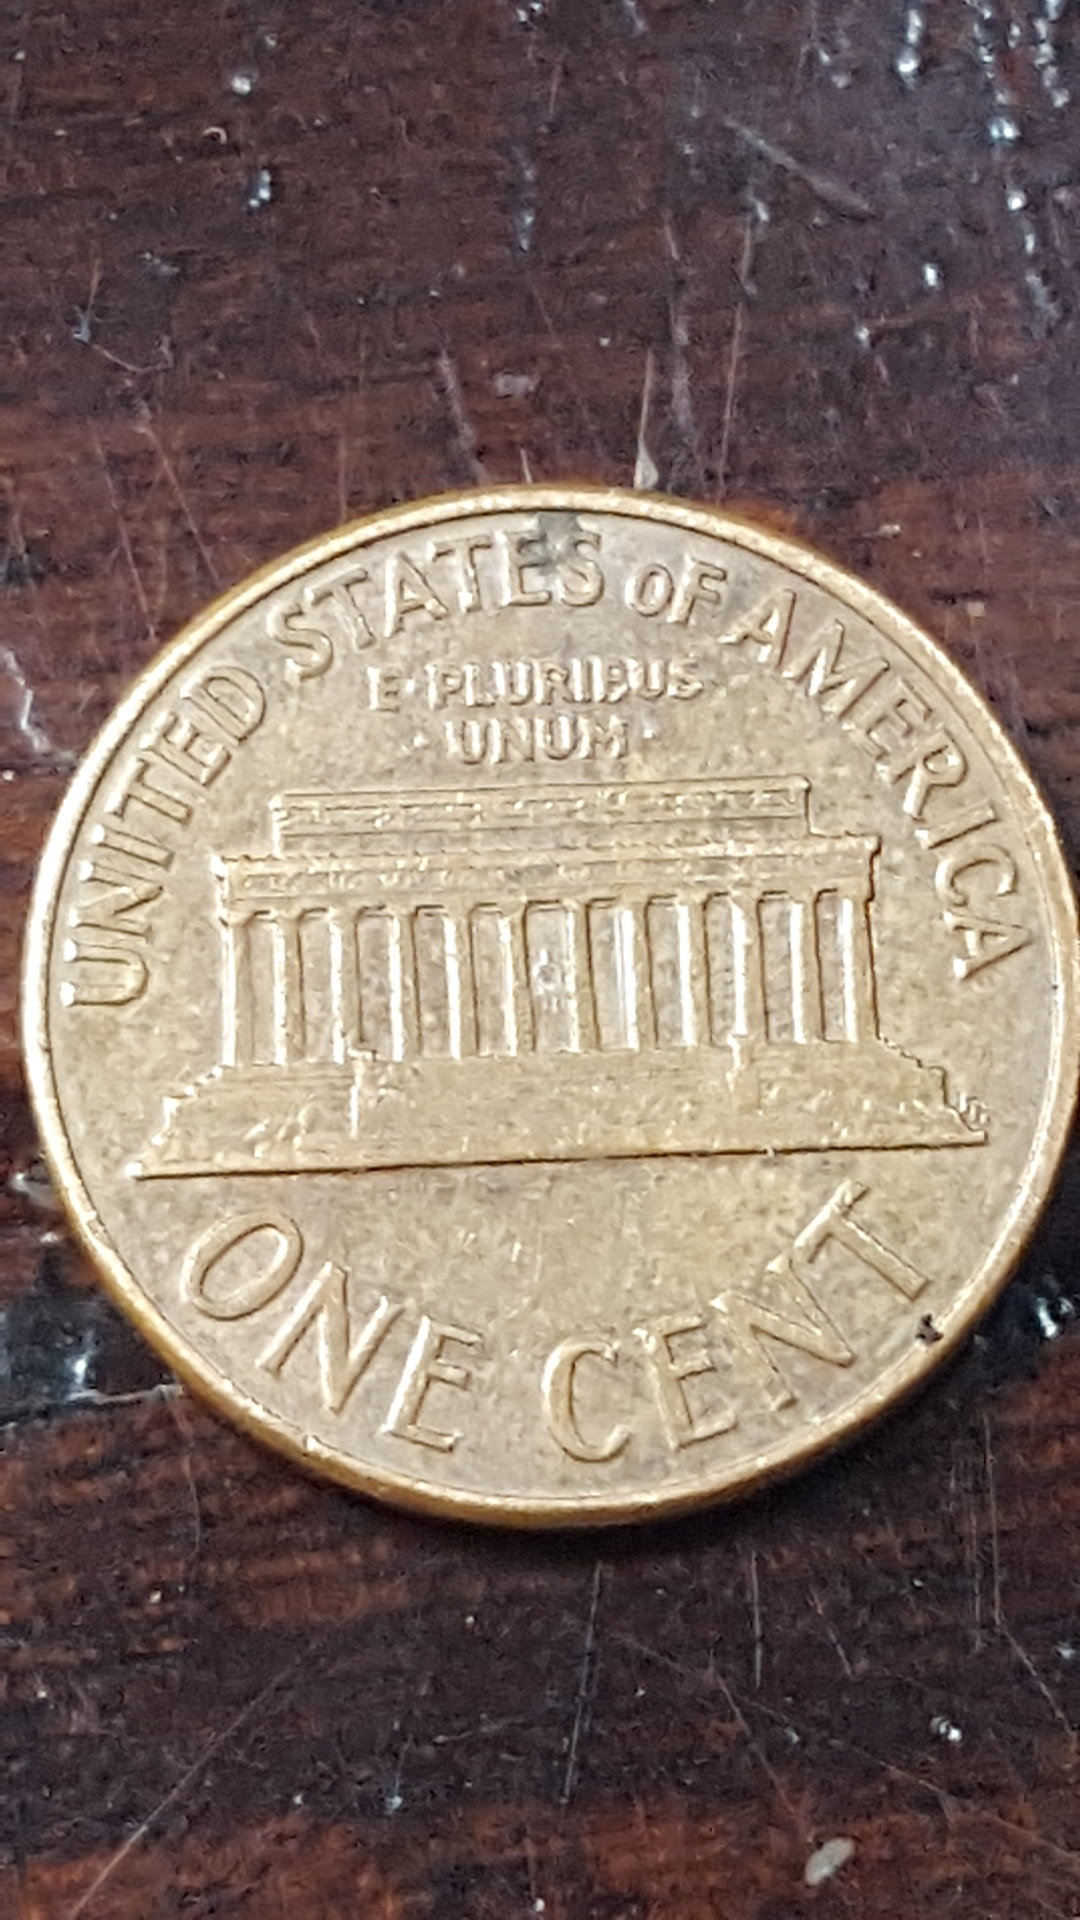 UNITED STATES OF AMERICA
E·PLURIBUS
·UNUM·
ONE CENT